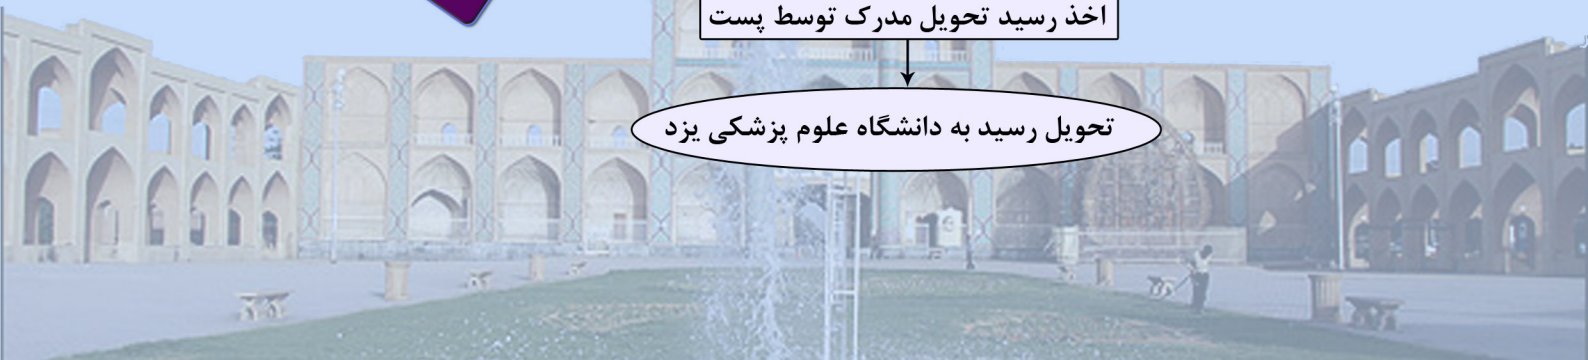 اخذ رسید تحویل مدرک توسط پست
تحویل رسید به دانشگاه علوم پزشکی یزد